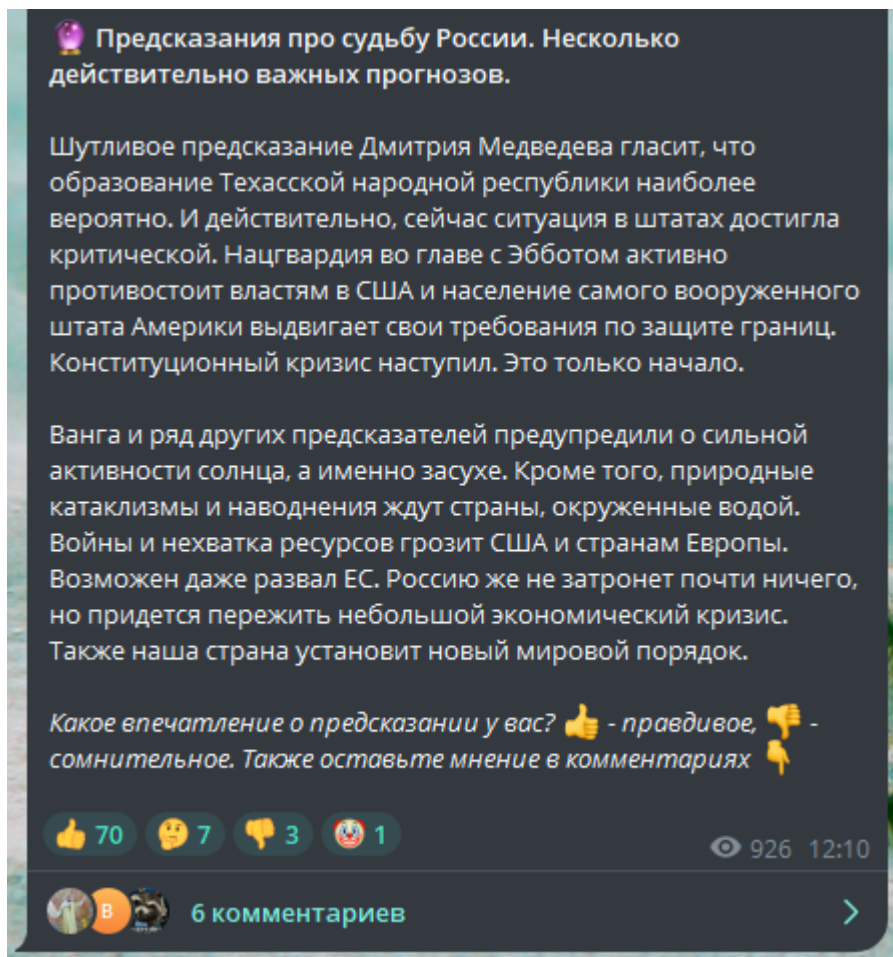 🔮 Предсказания про судьбу России. Несколько
действительно важных прогнозов.
Шутливое предсказание Дмитрия Медведева гласит, что
образование Техасской народной республики наиболее
вероятно. И действительно, сейчас ситуация в штатах достигла
критической. Нацгвардия во главе с Эбботом активно
противостоит властям в США и население самого вооруженного
штата Америки выдвигает свои требования по защите границ.
Конституционный кризис наступил. Это только начало.
Ванга и ряд других предсказателей предупредили о сильной
активности солнца, а именно засухе. Кроме того, природные
катаклизмы и наводнения ждут страны, окруженные водой.
Войны и нехватка ресурсов грозит США и странам Европы.
Возможен даже развал ЕС. Россию же не затронет почти ничего,
но придется пережить небольшой экономический кризис.
Также наша страна установит новый мировой порядок.
Какое впечатление о предсказании у вас? 👍 - правдивое, 👎 -
сомнительное. Также оставьте мнение в комментариях 👇
👍 70 🤔 7 👎 3 🤡 1
926 12:10
В
6 комментариев